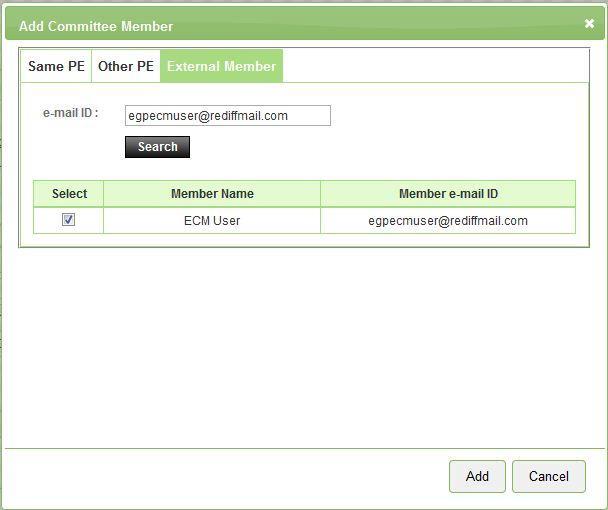 Add Committee Member
Same PE Other PE External Member
e-mail ID : egpecmuser@rediffmail.com
Search
Select Member Name Member e-mail ID
ECM User egpecmuser@rediffmail.com
Add Cancel